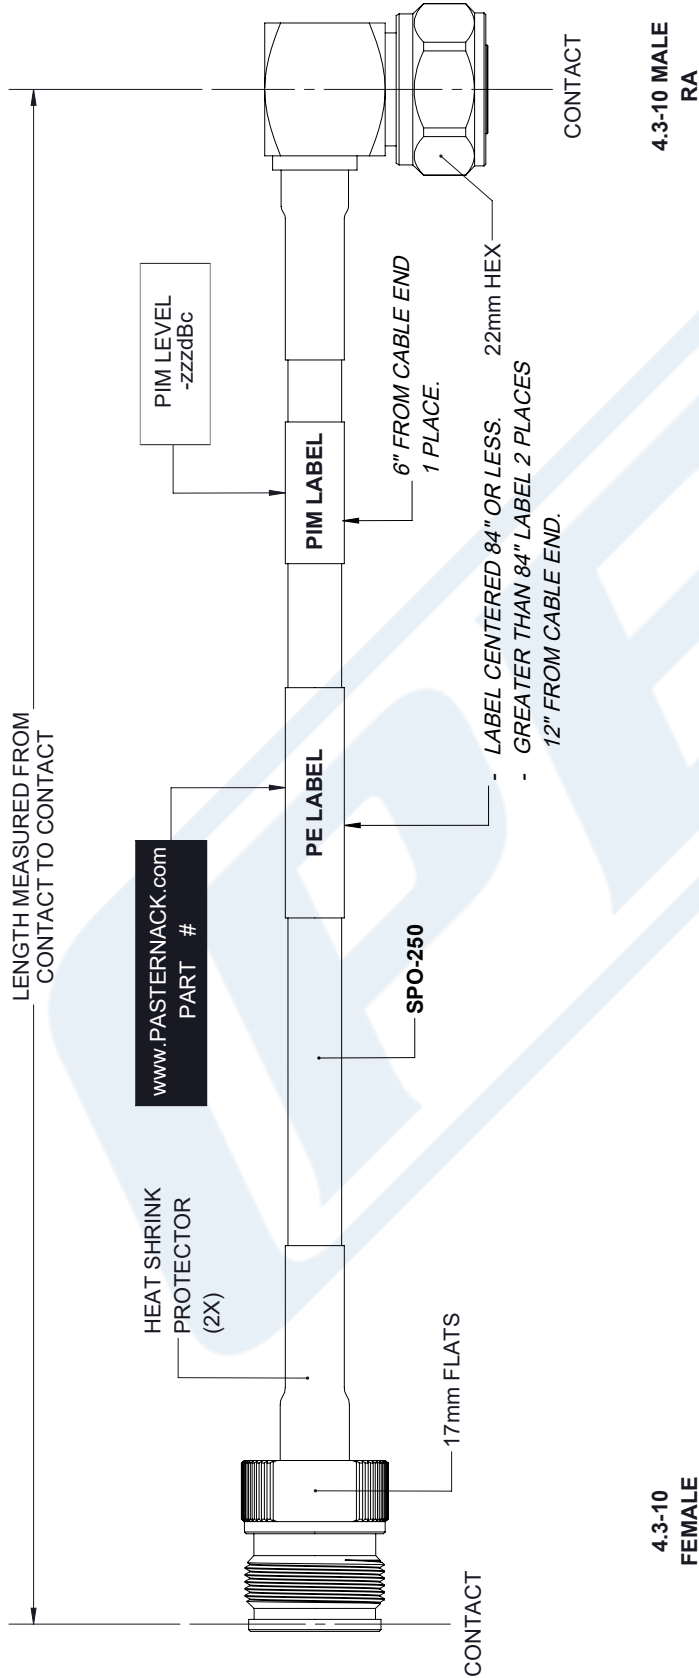 LENGTH MEASURED FROM
CONTACT TO CONTACT
HEAT SHRINK
PROTECTOR
(2X)
www.PASTERNACK.com
PART #
PIM LEVEL
-zzzdBc
PE LABEL
PIM LABEL
SPO-250
17mm FLATS
6" FROM CABLE END
1 PLACE.
- LABEL CENTERED 84" OR LESS.
- GREATER THAN 84" LABEL 2 PLACES
12" FROM CABLE END.
22mm HEX
CONTACT
CONTACT
4.3-10
FEMALE
4.3-10 MALE
RA